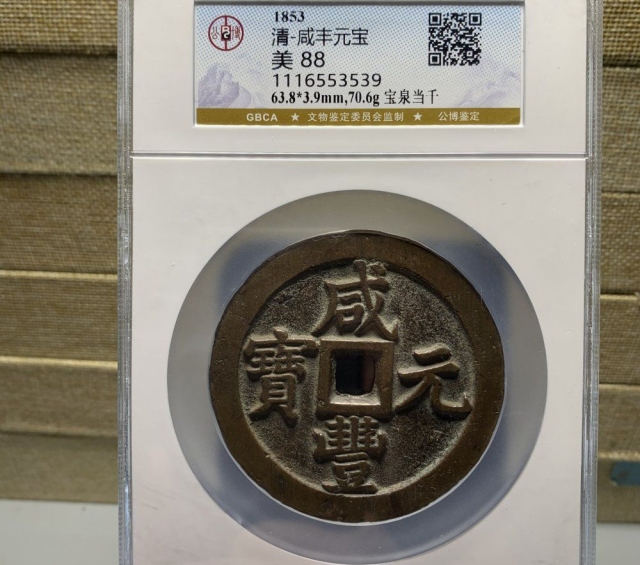 1853
清-咸丰元宝
美 88
1116553539
63.8*3.9mm,70.6g 宝泉当千
GBCA ★ 文物鉴定委员会监制 ★ 公博鉴定
咸
寶 元
豐